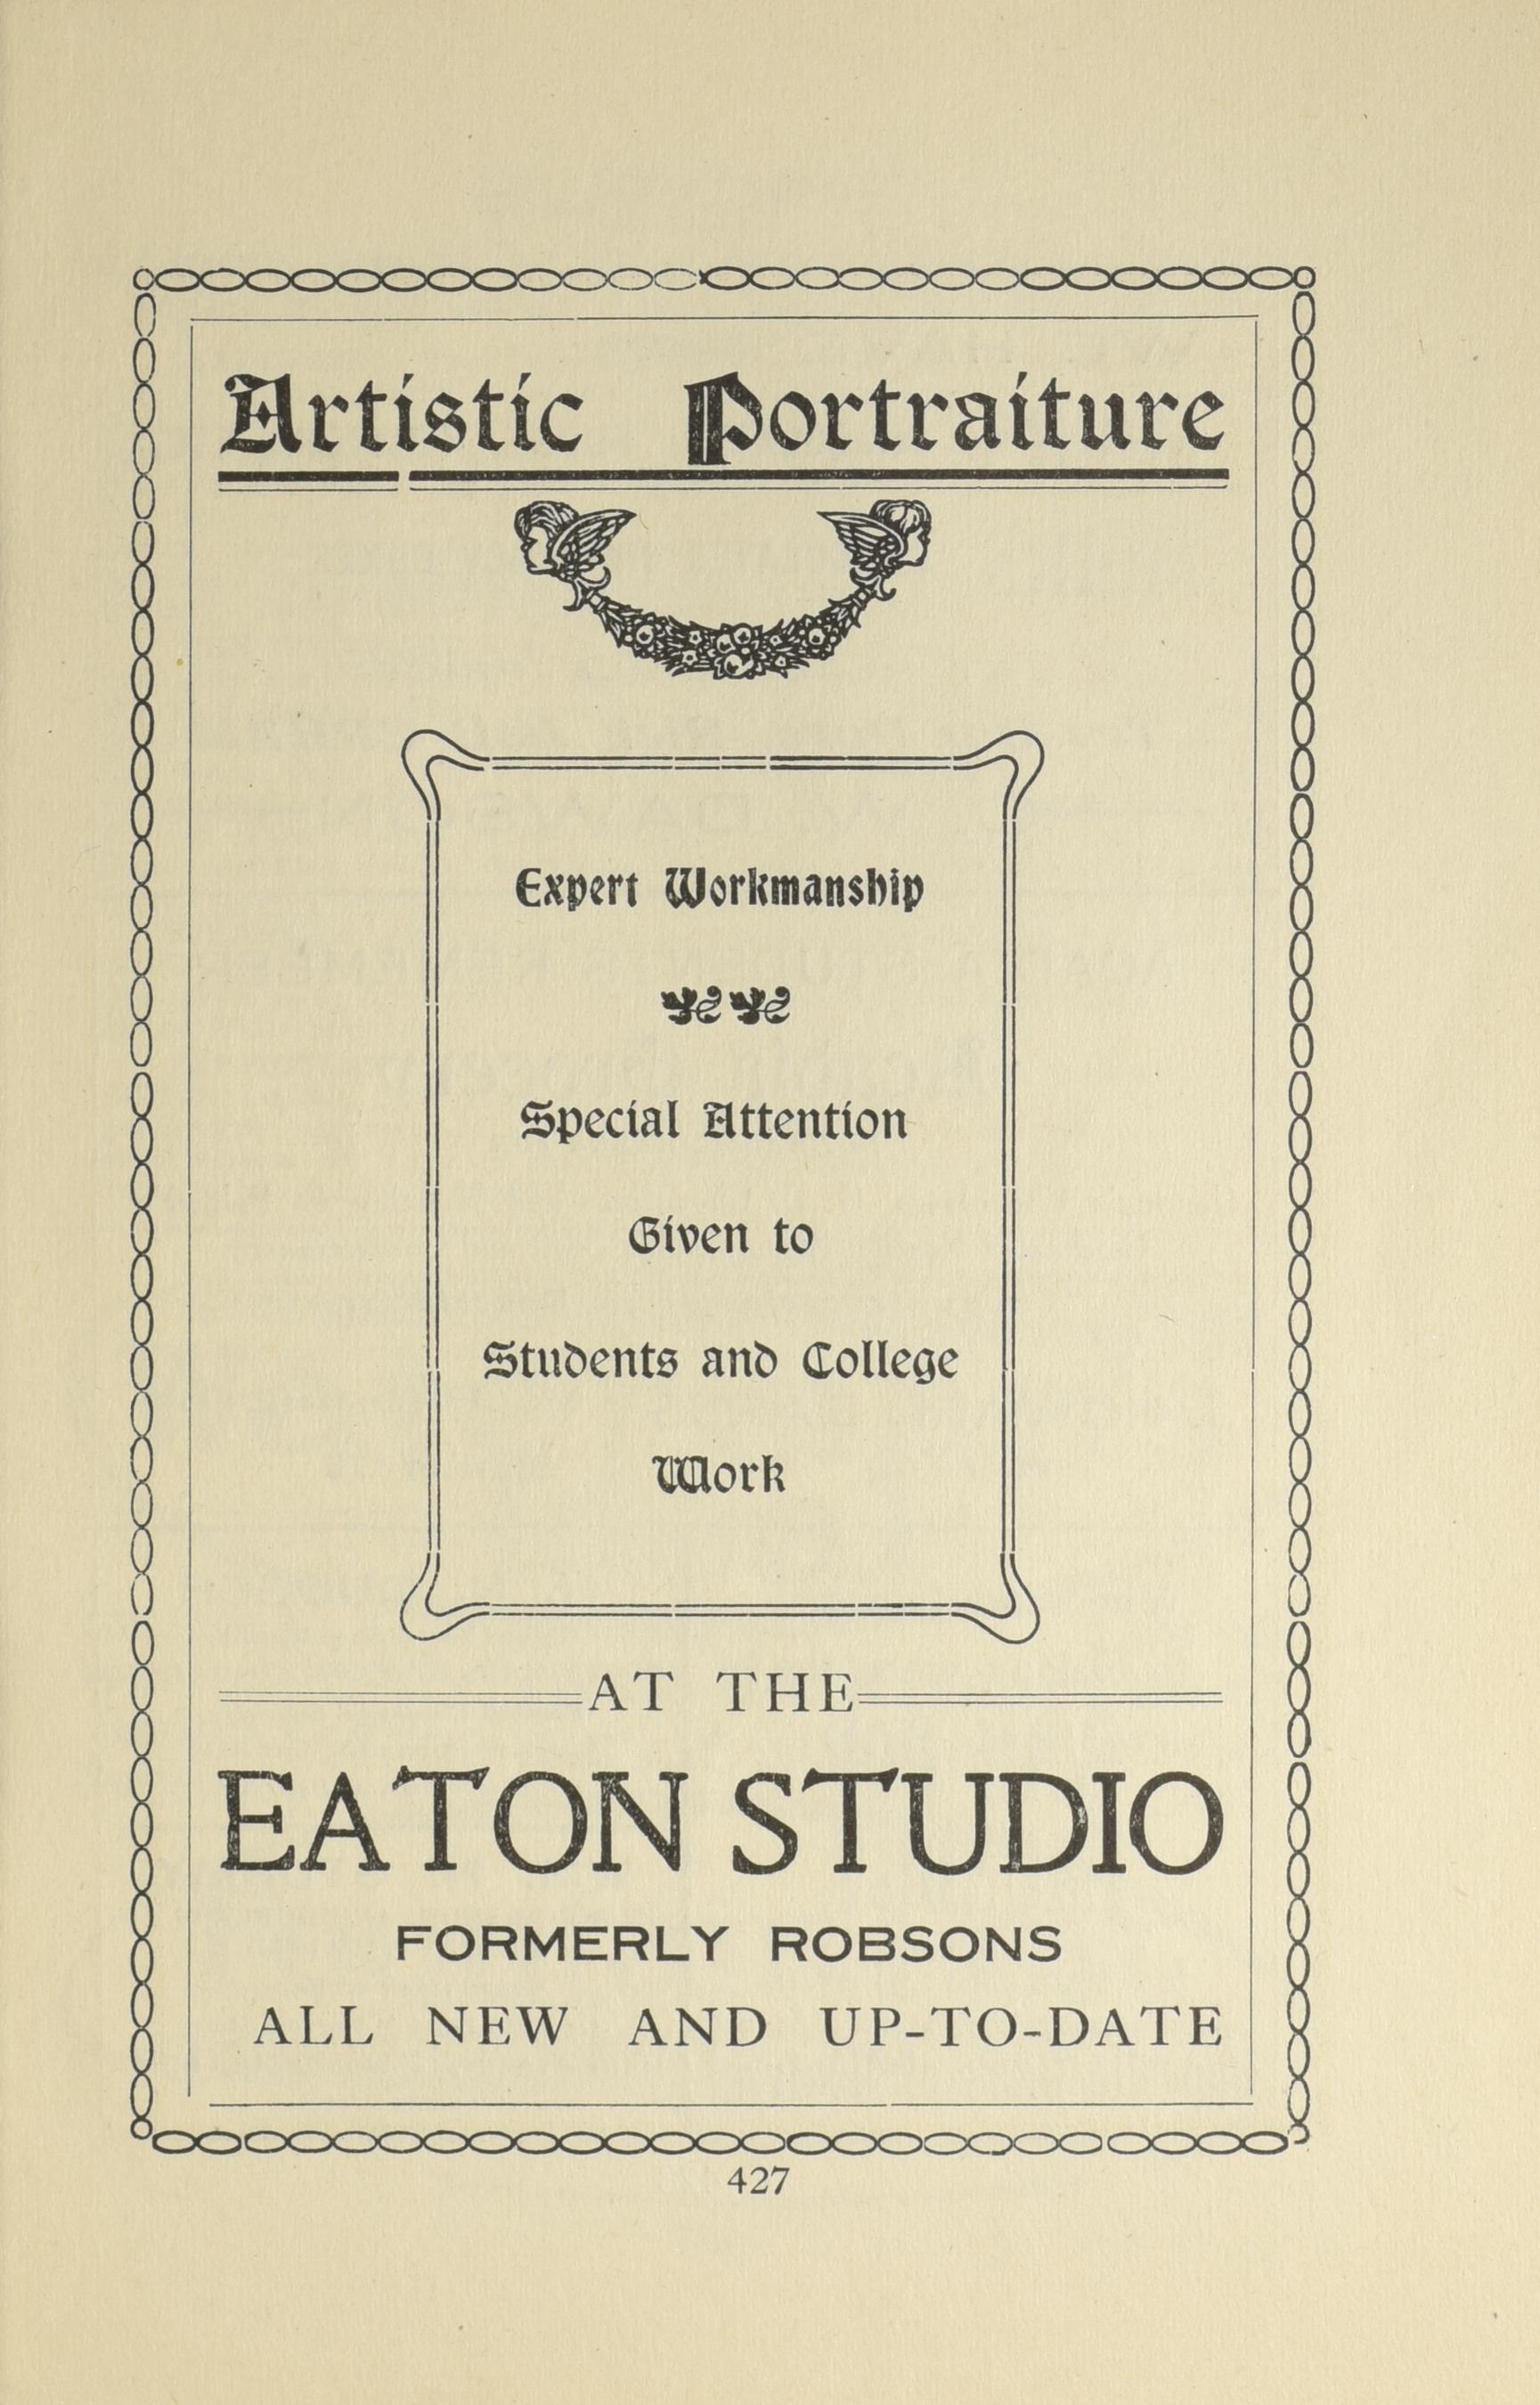 Artistic Portraiture
Expert Workmanship
Special Attention
Given to
Students and College
Work
AT THE
EATON STUDIO
FORMERLY ROBSONS
ALL NEW AND UP-TO-DATE
427